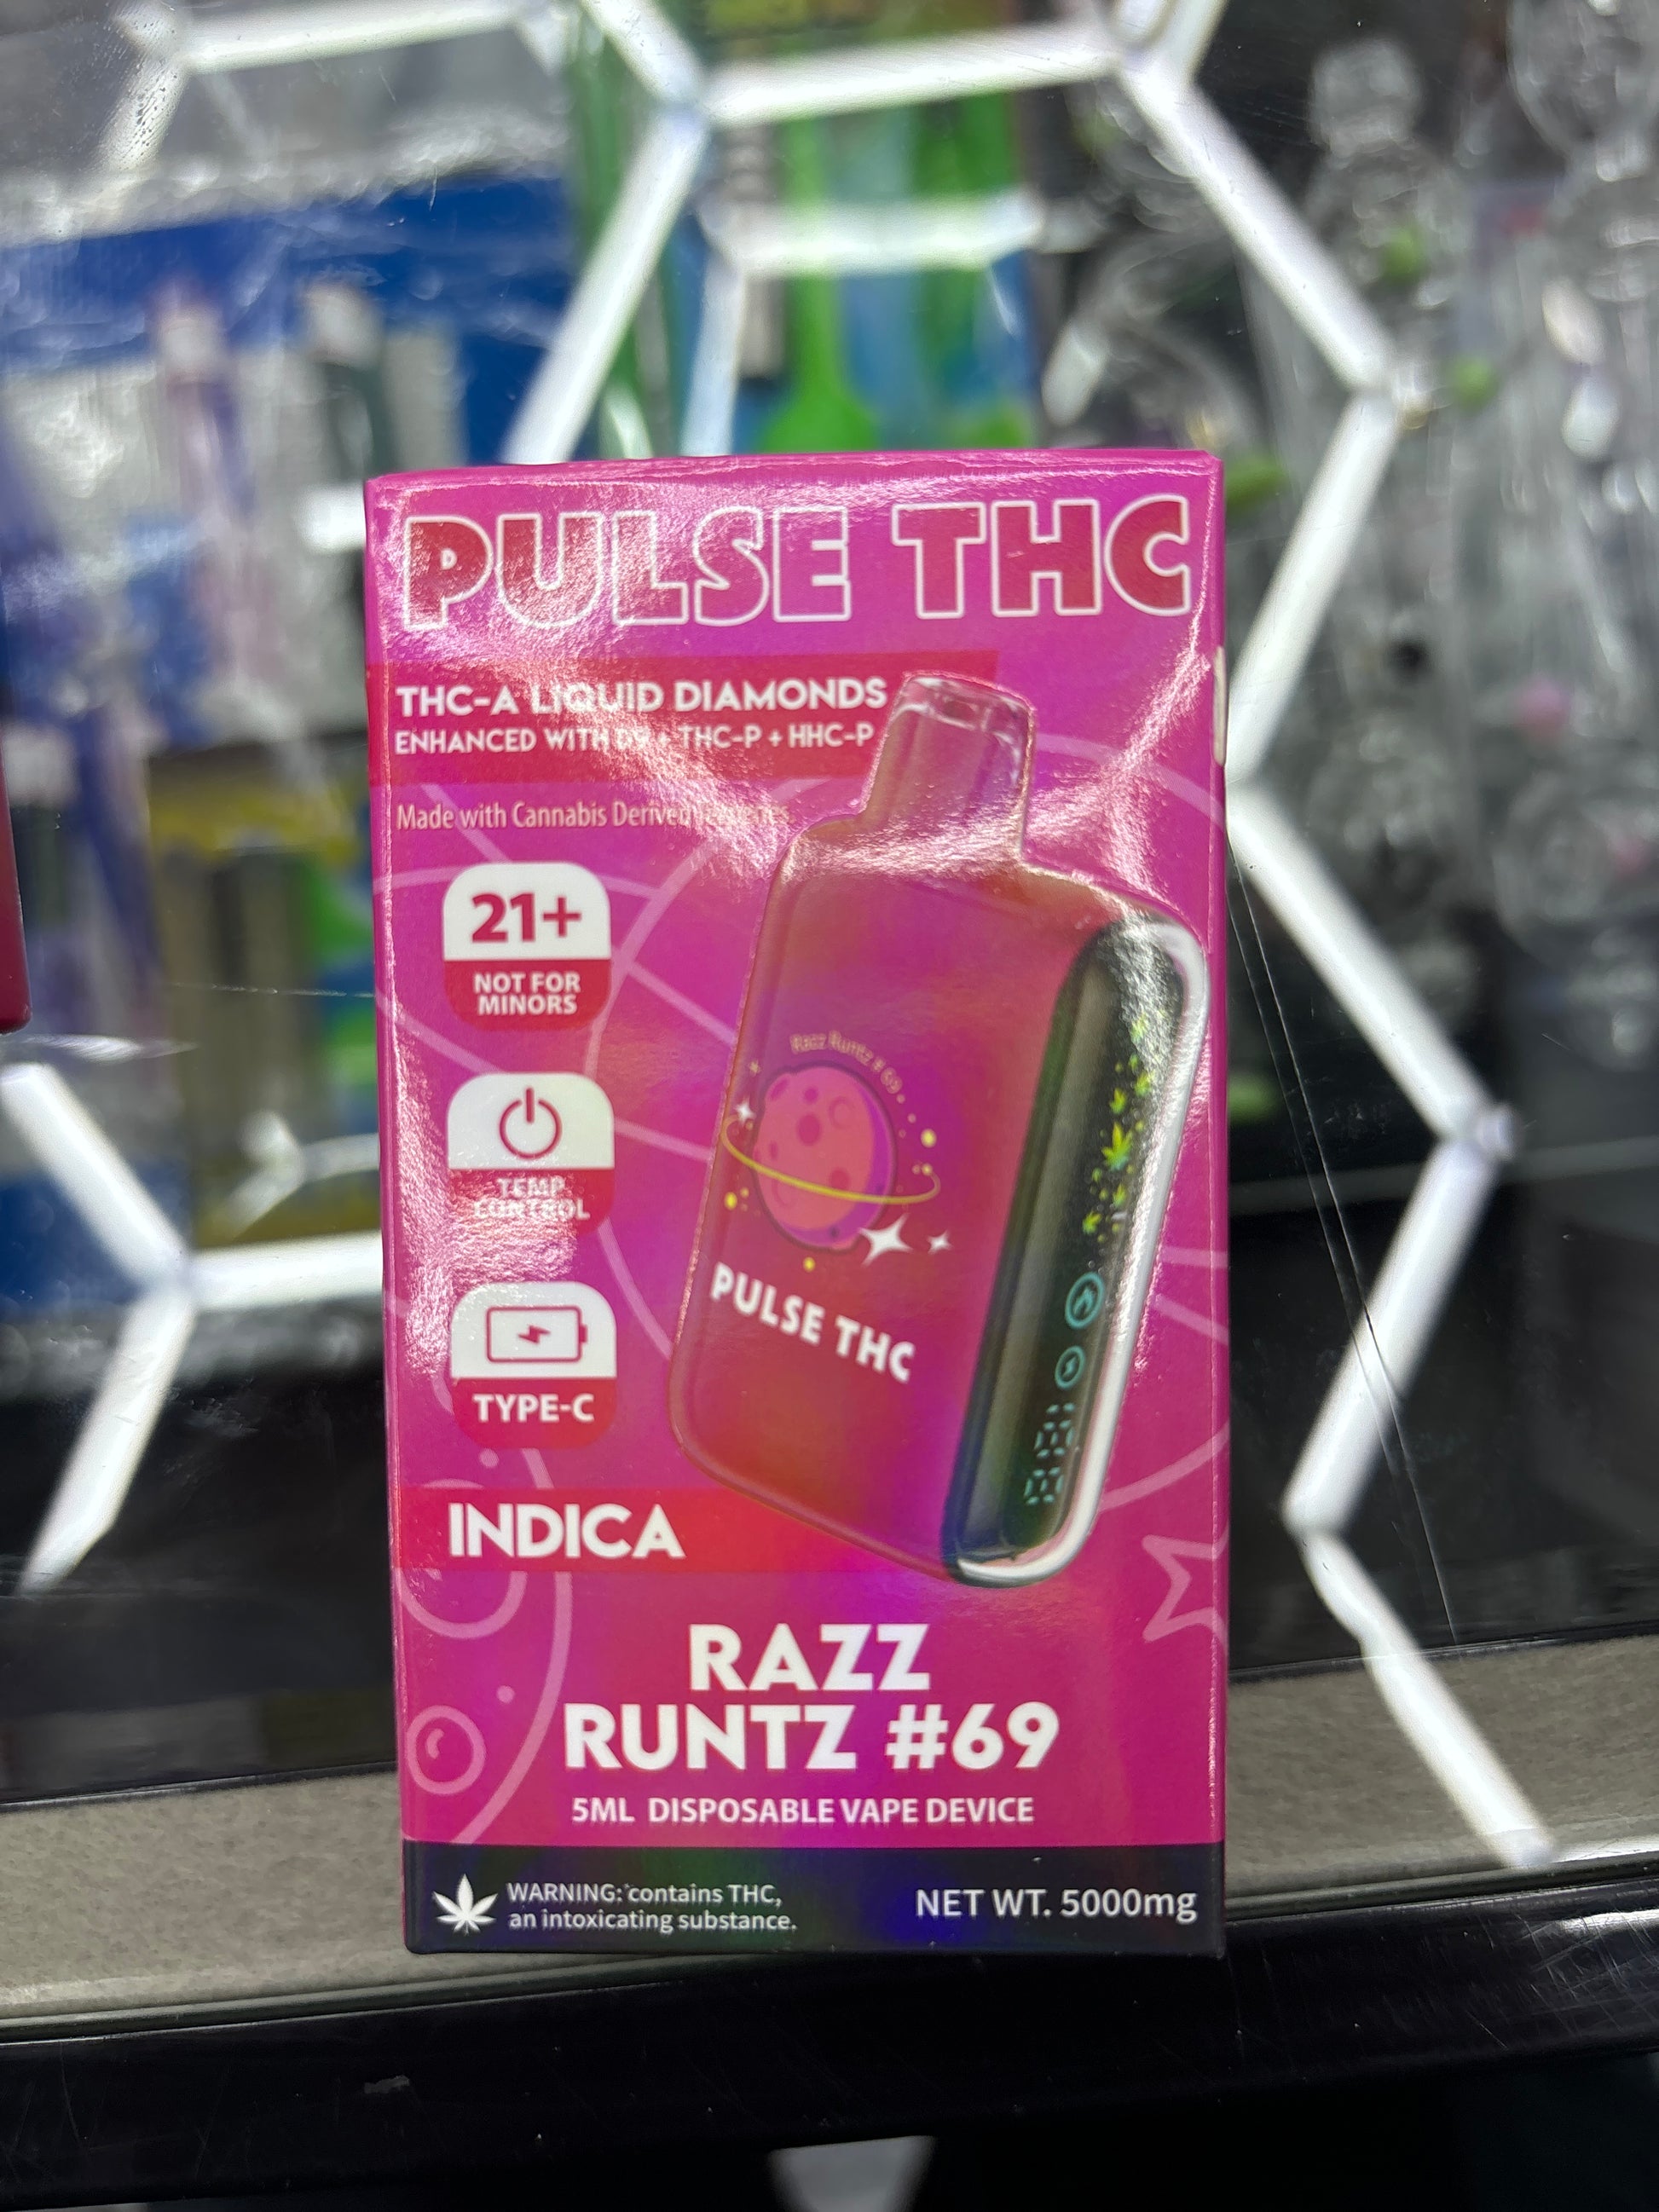 PULSE THC
THC-A LIQUID DIAMONDS
ENHANCED WITH D9 + THC-P + HHC-P
Made with Cannabis Derived
21+
NOT FOR
MINORS
TEMP
CONTROL
TYPE-C
Razz Runtz #69
PULSE THC
INDICA
RAZZ
RUNTZ #69
5ML DISPOSABLE VAPE DEVICE
WARNING: contains THC,
an intoxicating substance.
NET WT. 5000mg